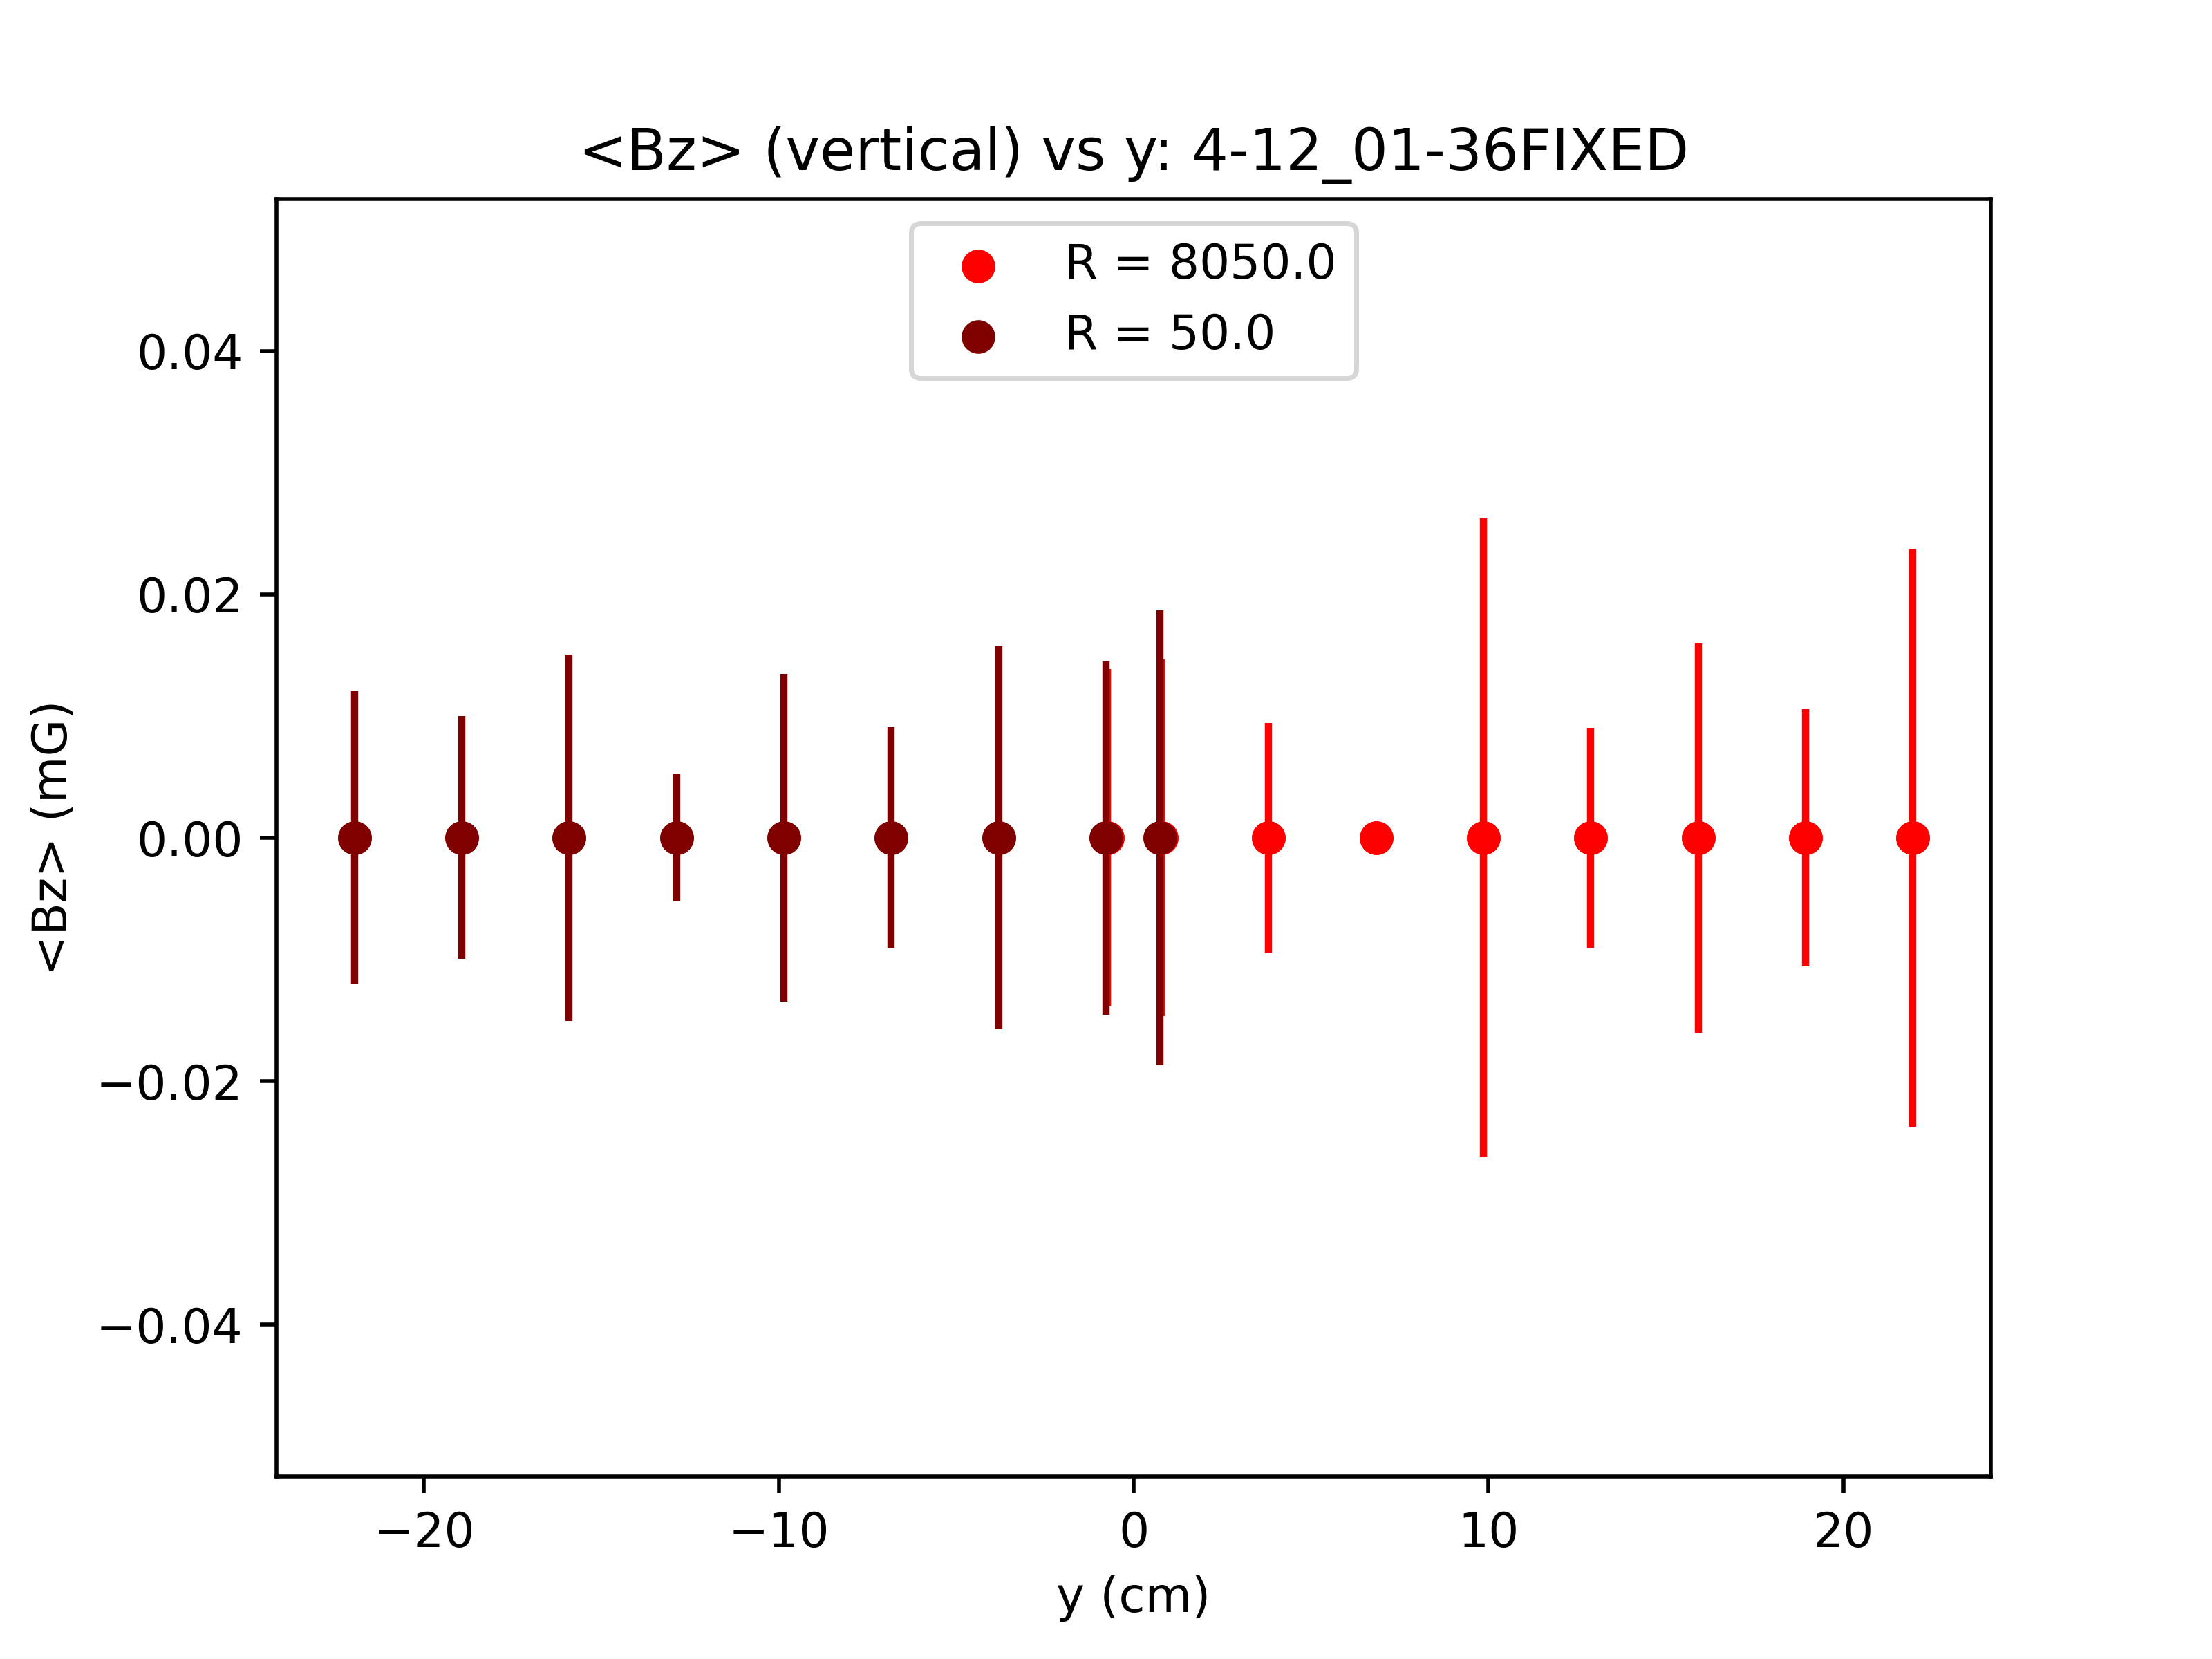 <Bz> (vertical) vs y: 4-12_01-36FIXED
R = 8050.0
R = 50.0
0.04
0.02
0.00
−0.02
−0.04
<Bz> (mG)
−20 −10 0 10 20
y (cm)